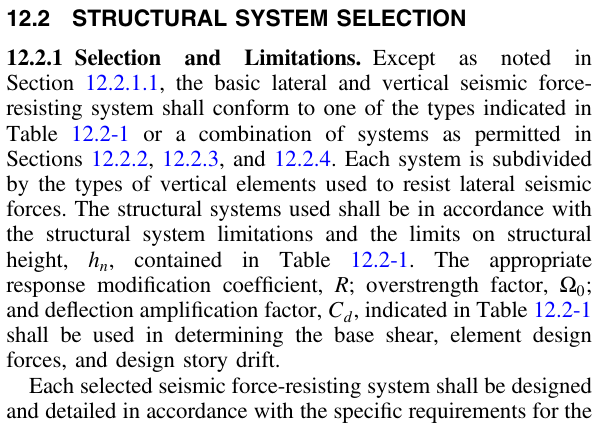 12.2 STRUCTURAL SYSTEM SELECTION
12.2.1 Selection and Limitations. Except as noted in
Section 12.2.1.1, the basic lateral and vertical seismic force-
resisting system shall conform to one of the types indicated in
Table 12.2-1 or a combination of systems as permitted in
Sections 12.2.2, 12.2.3, and 12.2.4. Each system is subdivided
by the types of vertical elements used to resist lateral seismic
forces. The structural systems used shall be in accordance with
the structural system limitations and the limits on structural
height, hₙ, contained in Table 12.2-1. The appropriate
response modification coefficient, R; overstrength factor, Ω₀;
and deflection amplification factor, C_d, indicated in Table 12.2-1
shall be used in determining the base shear, element design
forces, and design story drift.
Each selected seismic force-resisting system shall be designed
and detailed in accordance with the specific requirements for the